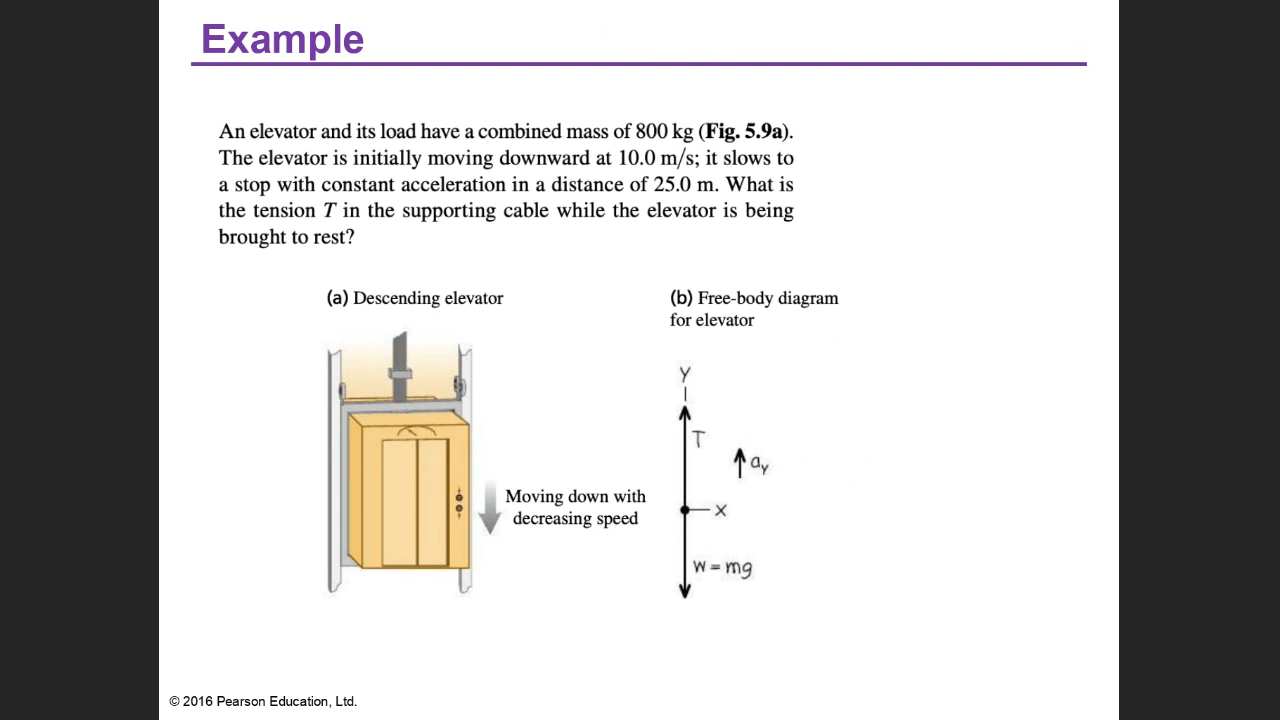 Example
An elevator and its load have a combined mass of 800 kg (Fig. 5.9a).
The elevator is initially moving downward at 10.0 m/s; it slows to
a stop with constant acceleration in a distance of 25.0 m. What is
the tension T in the supporting cable while the elevator is being
brought to rest?
(a) Descending elevator
Moving down with
decreasing speed
(b) Free-body diagram
for elevator
y
T
ay
x
w = mg
© 2016 Pearson Education, Ltd.